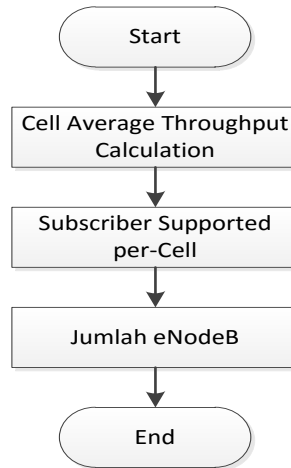 Start
Cell Average Throughput
Calculation
Subscriber Supported
per-Cell
Jumlah eNodeB
End